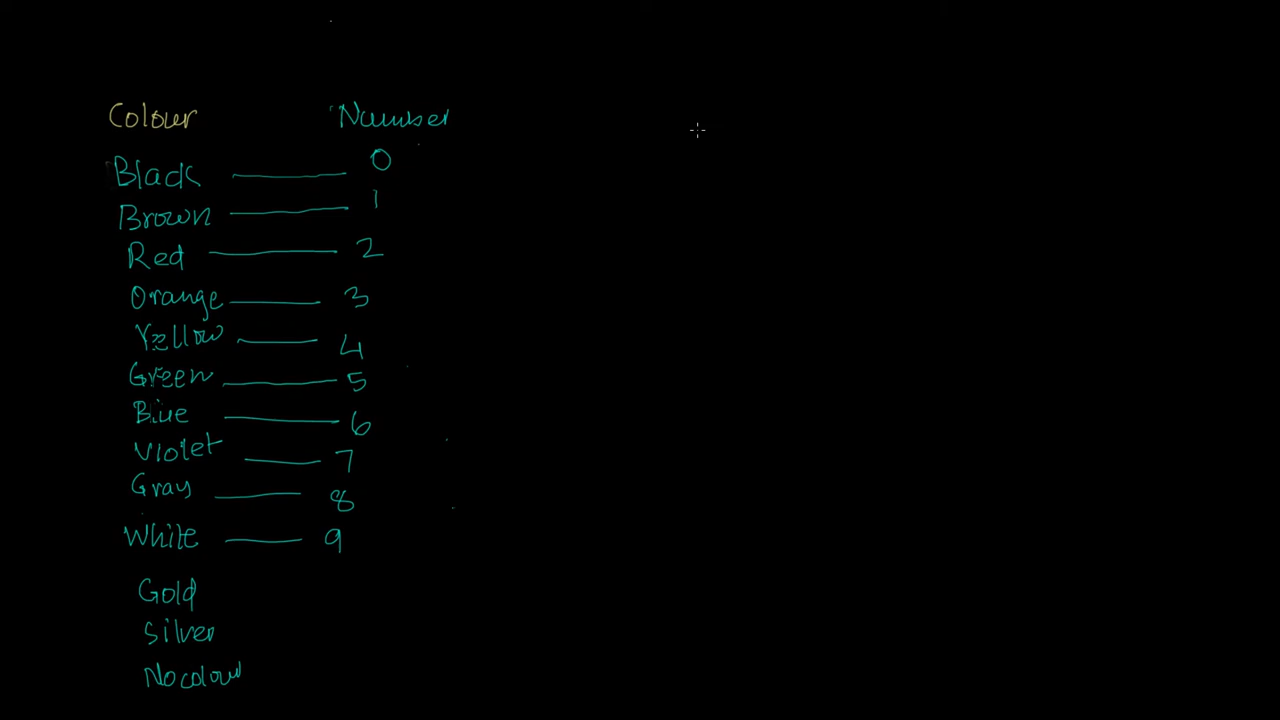 Colour Number
Black 0
Brown 1
Red 2
Orange 3
Yellow 4
Green 5
Blue 6
Violet 7
Gray 8
White 9
Gold
Silver
No colour